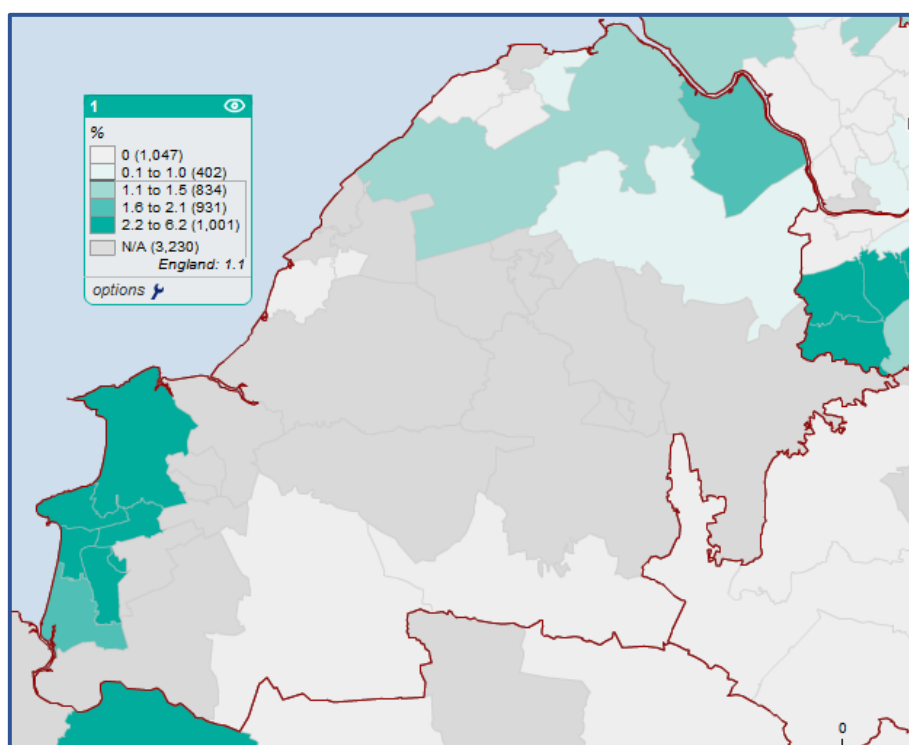 1
%
0 (1,047)
0.1 to 1.0 (402)
1.1 to 1.5 (834)
1.6 to 2.1 (931)
2.2 to 6.2 (1,001)
N/A (3,230)
England: 1.1
options
0